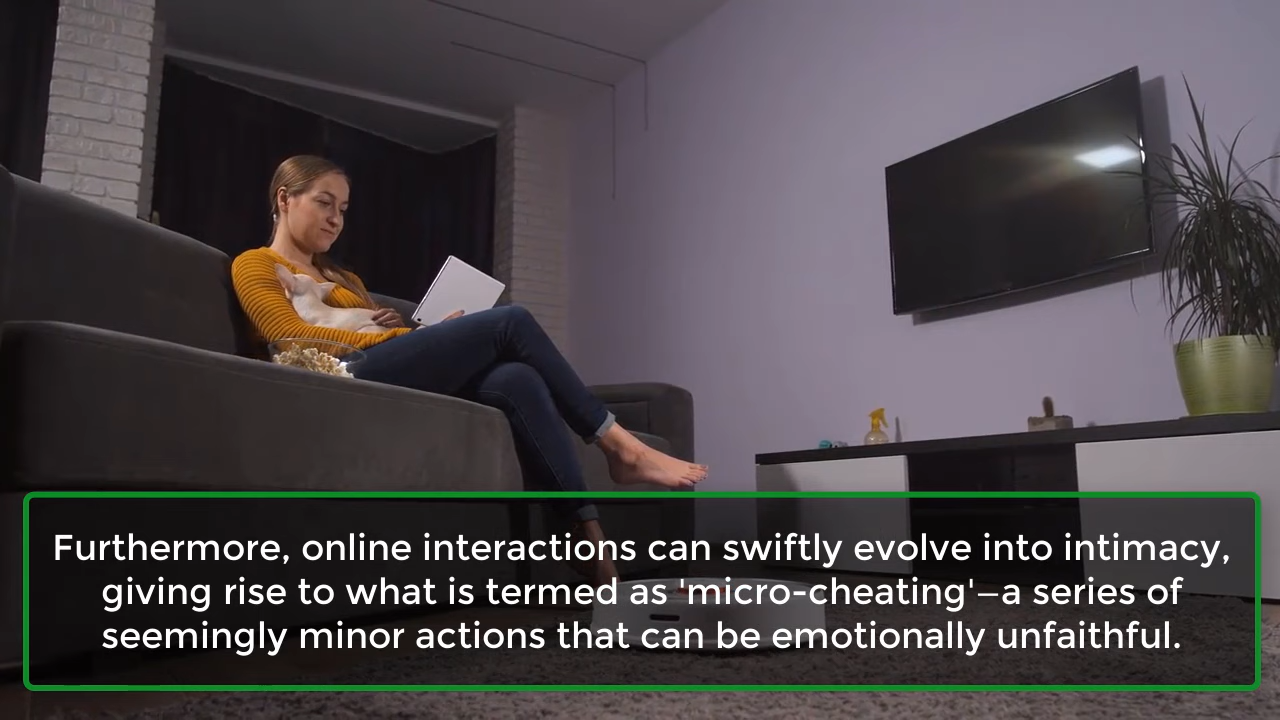 Furthermore, online interactions can swiftly evolve into intimacy,
giving rise to what is termed as 'micro-cheating'—a series of
seemingly minor actions that can be emotionally unfaithful.